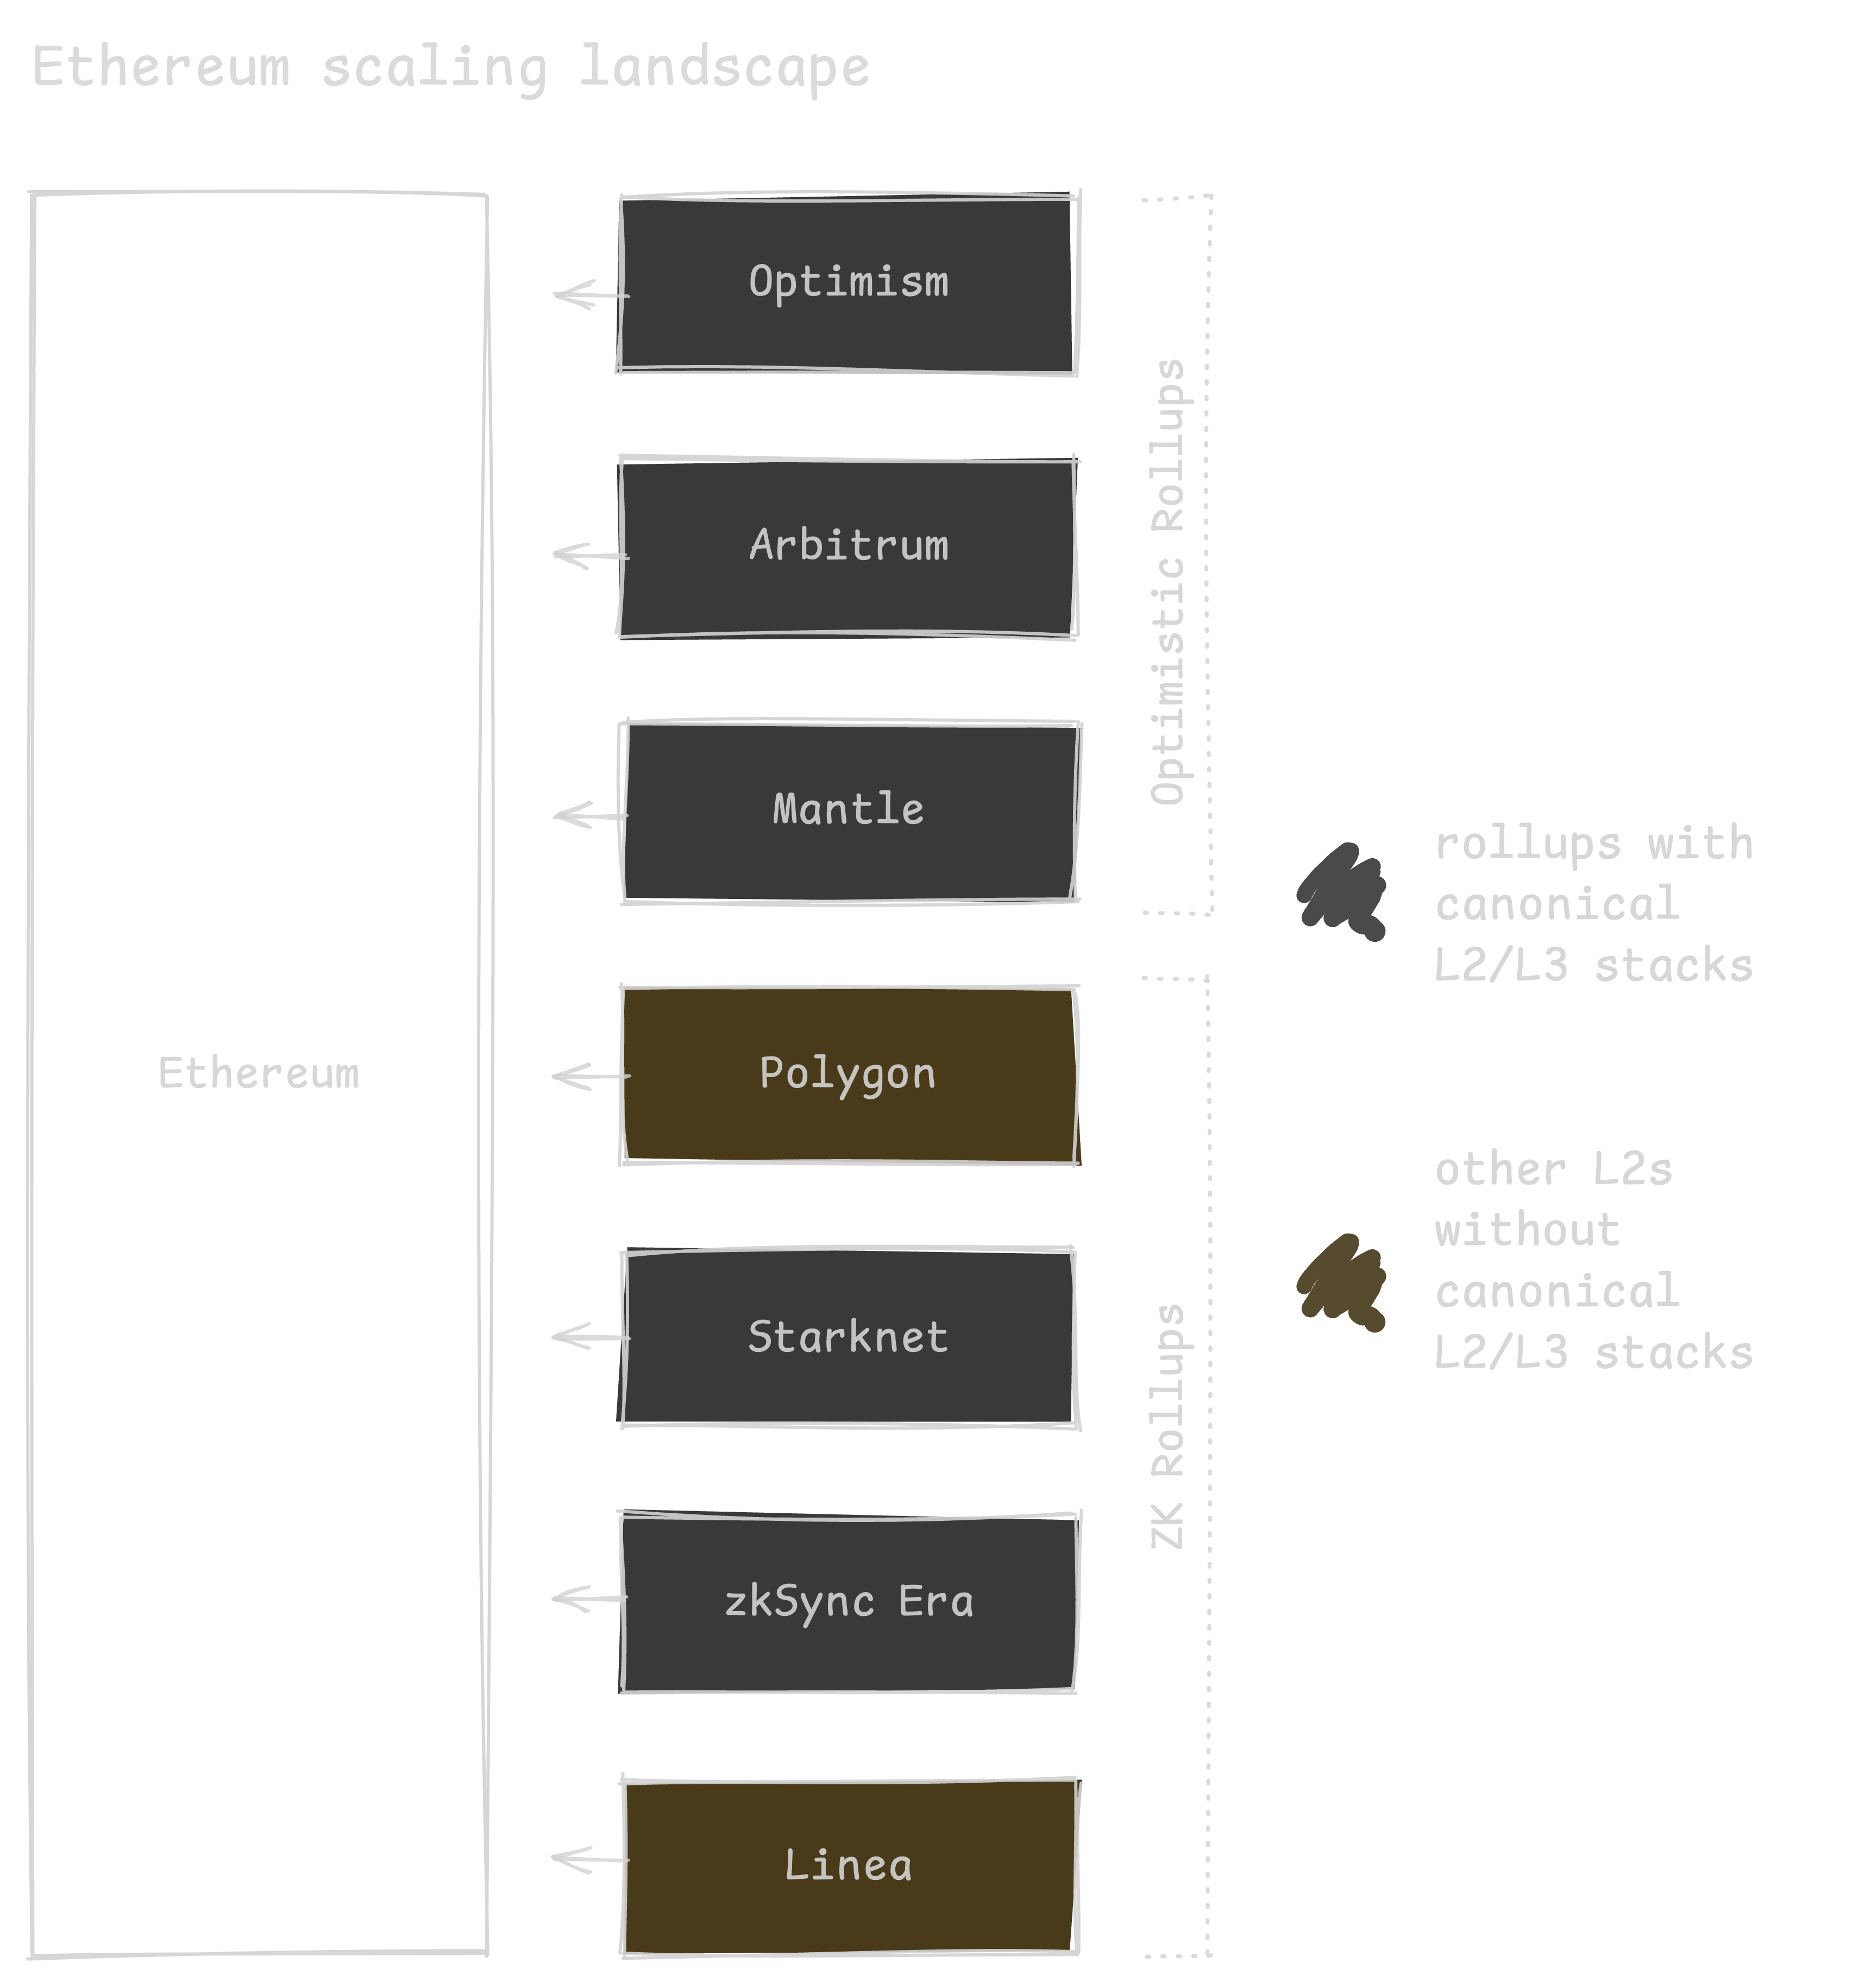 Ethereum scaling landscape
Ethereum
Optimism
Arbitrum
Mantle
Polygon
Starknet
zkSync Era
Linea
Optimistic Rollups
ZK Rollups
rollups with
canonical
L2/L3 stacks
other L2s
without
canonical
L2/L3 stacks